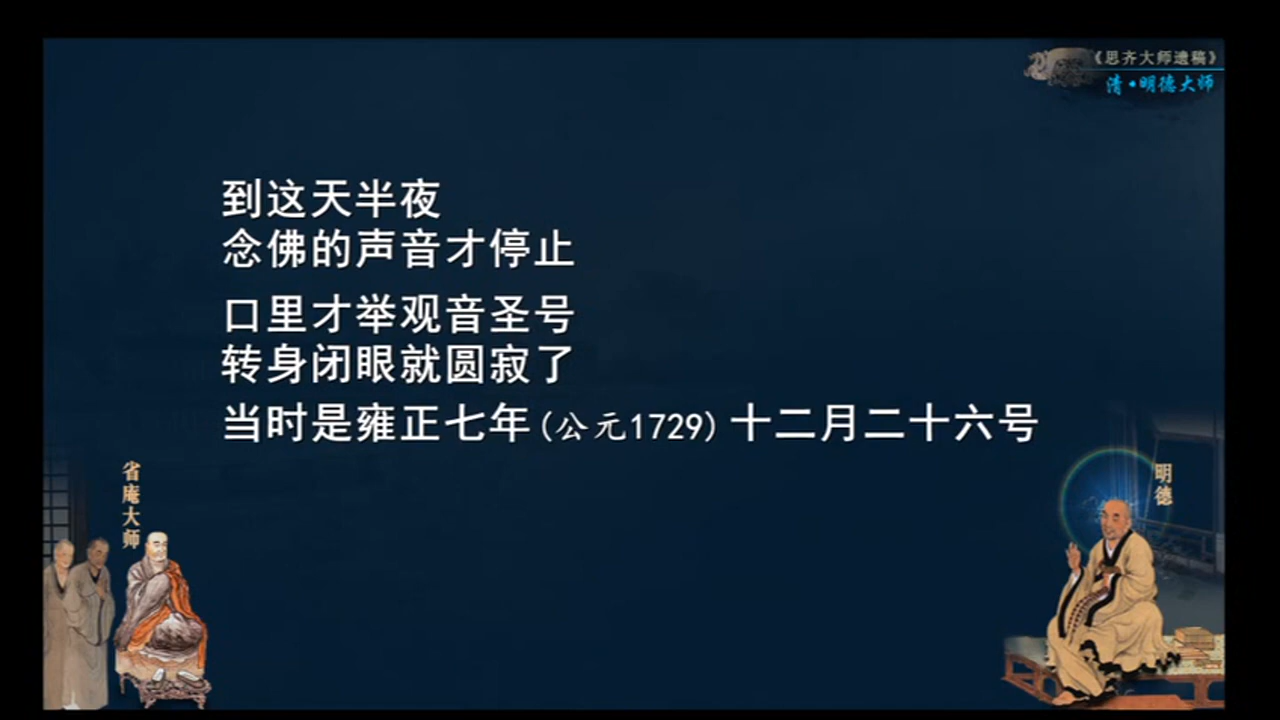 《思齐大师遗稿》
清·明德大师
到这天半夜
念佛的声音才停止
口里才举观音圣号
转身闭眼就圆寂了
当时是雍正七年(公元1729)十二月二十六号
省庵大师
明德